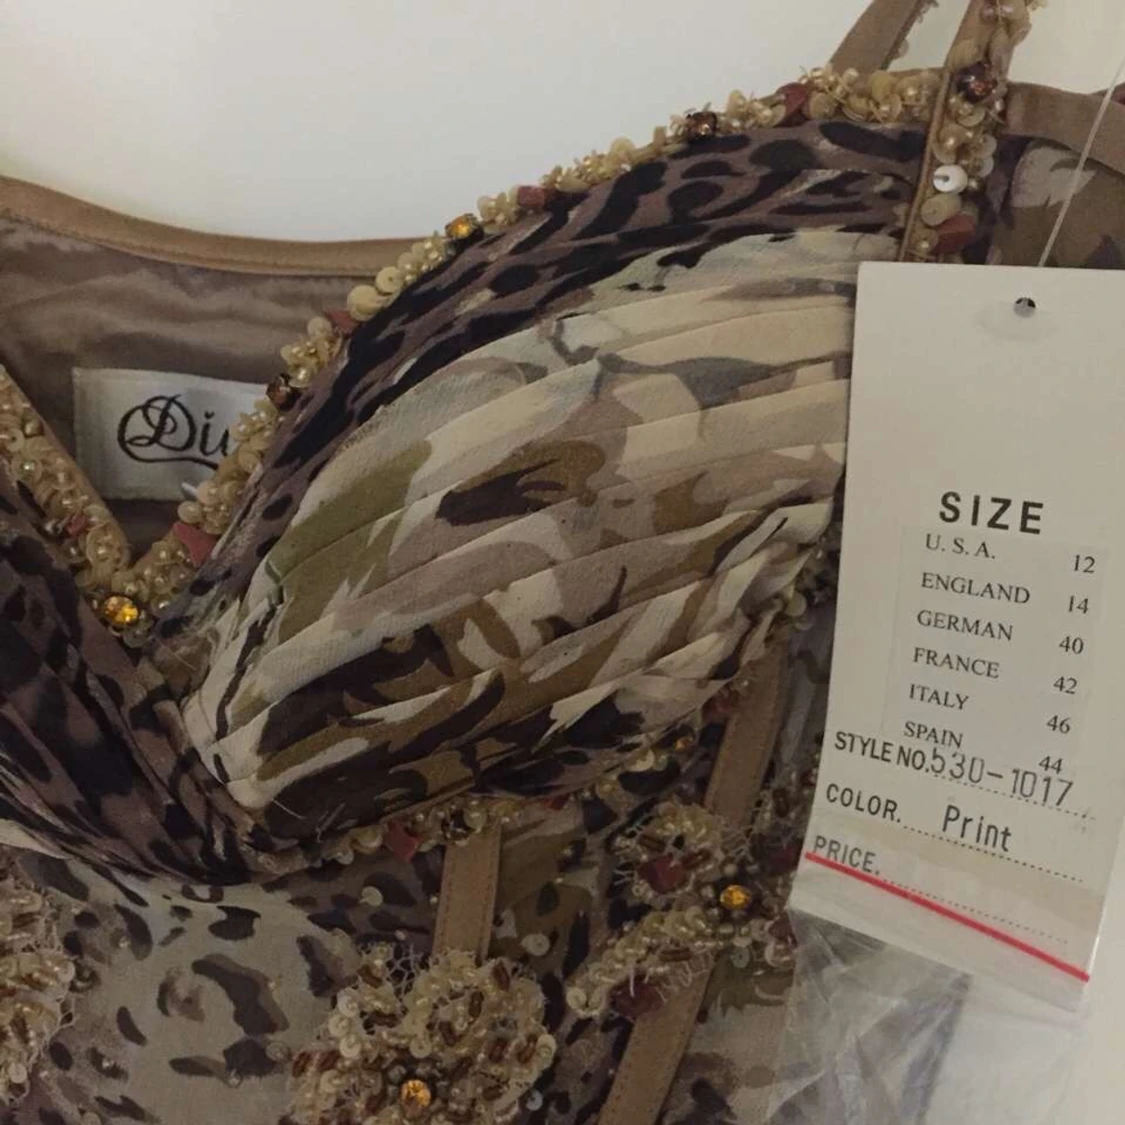 SIZE
U.S.A. 12
ENGLAND 14
GERMAN 40
FRANCE 42
ITALY 46
SPAIN 44
STYLE NO. 530-1017
COLOR. Print
PRICE.